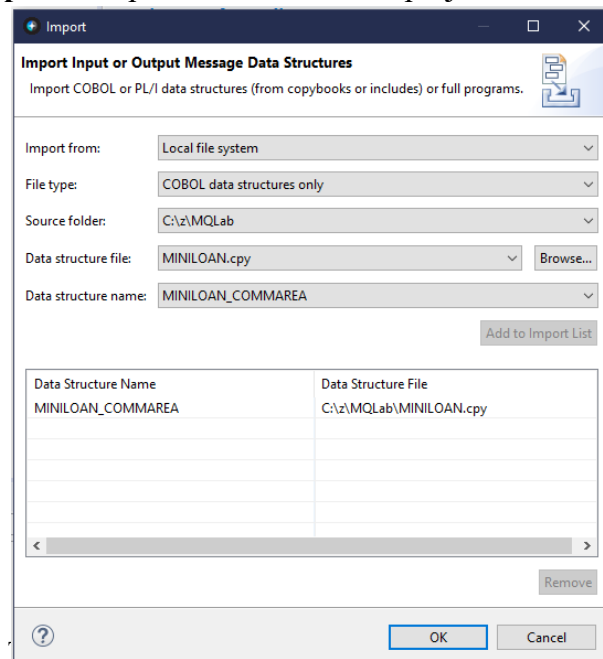 Import
Import Input or Output Message Data Structures
Import COBOL or PL/I data structures (from copybooks or includes) or full programs.
Import from: Local file system
File type: COBOL data structures only
Source folder: C:\z\MQLab
Data structure file: MINILOAN.cpy Browse...
Data structure name: MINILOAN_COMMAREA
Add to Import List
Data Structure Name Data Structure File
MINILOAN_COMMAREA C:\z\MQLab\MINILOAN.cpy
Remove
OK Cancel